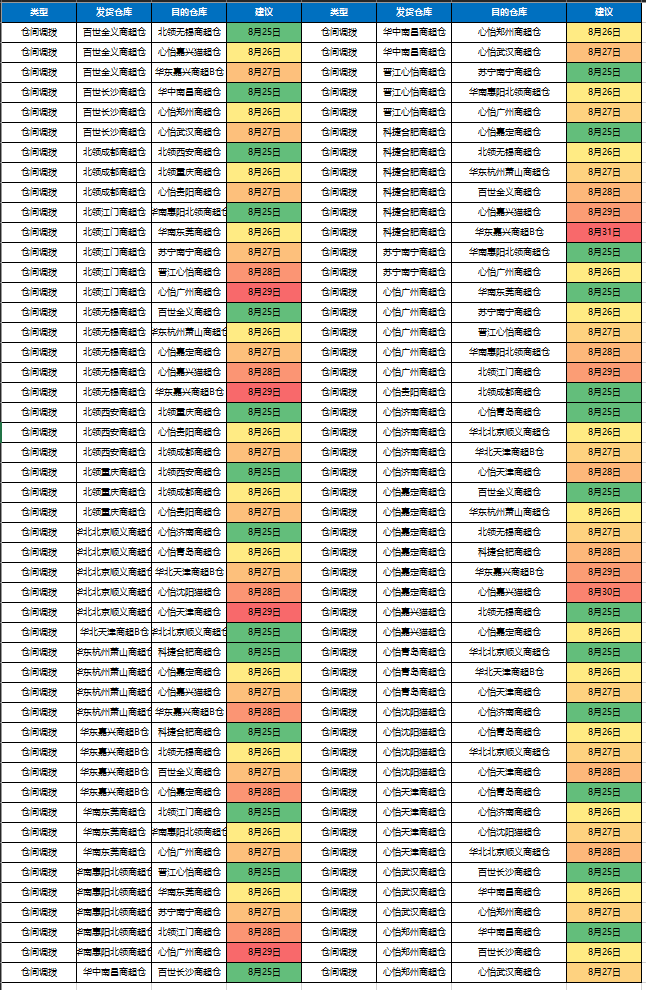 类型 发货仓库 目的仓库 建议 类型 发货仓库 目的仓库 建议
仓间调拨 百世全义商超仓 北领无锡商超仓 8月25日 仓间调拨 华中南昌商超仓 心怡郑州商超仓 8月26日
仓间调拨 百世全义商超仓 心怡嘉兴猫超仓 8月26日 仓间调拨 华中南昌商超仓 心怡武汉商超仓 8月27日
仓间调拨 百世全义商超仓 华东嘉兴商超B仓 8月27日 仓间调拨 晋江心怡商超仓 苏宁南宁商超仓 8月25日
仓间调拨 百世长沙商超仓 华中南昌商超仓 8月25日 仓间调拨 晋江心怡商超仓 华南惠阳北领商超仓 8月26日
仓间调拨 百世长沙商超仓 心怡郑州商超仓 8月26日 仓间调拨 晋江心怡商超仓 心怡广州商超仓 8月27日
仓间调拨 百世长沙商超仓 心怡武汉商超仓 8月27日 仓间调拨 科捷合肥商超仓 心怡嘉定商超仓 8月25日
仓间调拨 北领成都商超仓 北领西安商超仓 8月25日 仓间调拨 科捷合肥商超仓 北领无锡商超仓 8月26日
仓间调拨 北领成都商超仓 北领重庆商超仓 8月26日 仓间调拨 科捷合肥商超仓 华东杭州萧山商超仓 8月27日
仓间调拨 北领成都商超仓 心怡贵阳商超仓 8月27日 仓间调拨 科捷合肥商超仓 百世全义商超仓 8月28日
仓间调拨 北领江门商超仓 华南惠阳北领商超仓 8月25日 仓间调拨 科捷合肥商超仓 心怡嘉兴猫超仓 8月29日
仓间调拨 北领江门商超仓 华南东莞商超仓 8月26日 仓间调拨 科捷合肥商超仓 华东嘉兴商超B仓 8月31日
仓间调拨 北领江门商超仓 苏宁南宁商超仓 8月27日 仓间调拨 苏宁南宁商超仓 华南惠阳北领商超仓 8月25日
仓间调拨 北领江门商超仓 晋江心怡商超仓 8月28日 仓间调拨 苏宁南宁商超仓 心怡广州商超仓 8月26日
仓间调拨 北领江门商超仓 心怡广州商超仓 8月29日 仓间调拨 心怡广州商超仓 华南东莞商超仓 8月25日
仓间调拨 北领无锡商超仓 百世全义商超仓 8月25日 仓间调拨 心怡广州商超仓 苏宁南宁商超仓 8月26日
仓间调拨 北领无锡商超仓 华东杭州萧山商超仓 8月26日 仓间调拨 心怡广州商超仓 晋江心怡商超仓 8月27日
仓间调拨 北领无锡商超仓 心怡嘉定商超仓 8月27日 仓间调拨 心怡广州商超仓 华南惠阳北领商超仓 8月28日
仓间调拨 北领无锡商超仓 心怡嘉兴猫超仓 8月28日 仓间调拨 心怡广州商超仓 北领江门商超仓 8月29日
仓间调拨 北领无锡商超仓 华东嘉兴商超B仓 8月29日 仓间调拨 心怡贵阳商超仓 北领成都商超仓 8月25日
仓间调拨 北领西安商超仓 北领重庆商超仓 8月25日 仓间调拨 心怡济南商超仓 心怡青岛商超仓 8月25日
仓间调拨 北领西安商超仓 心怡贵阳商超仓 8月26日 仓间调拨 心怡济南商超仓 华北北京顺义商超仓 8月26日
仓间调拨 北领西安商超仓 北领成都商超仓 8月27日 仓间调拨 心怡济南商超仓 华北天津商超B仓 8月27日
仓间调拨 北领重庆商超仓 北领西安商超仓 8月25日 仓间调拨 心怡济南商超仓 心怡天津商超仓 8月28日
仓间调拨 北领重庆商超仓 北领成都商超仓 8月26日 仓间调拨 心怡嘉定商超仓 百世全义商超仓 8月25日
仓间调拨 北领重庆商超仓 心怡贵阳商超仓 8月27日 仓间调拨 心怡嘉定商超仓 华东杭州萧山商超仓 8月26日
仓间调拨 华北北京顺义商超仓 心怡济南商超仓 8月25日 仓间调拨 心怡嘉定商超仓 北领无锡商超仓 8月27日
仓间调拨 华北北京顺义商超仓 心怡青岛商超仓 8月26日 仓间调拨 心怡嘉定商超仓 科捷合肥商超仓 8月28日
仓间调拨 华北北京顺义商超仓 华北天津商超B仓 8月27日 仓间调拨 心怡嘉定商超仓 华东嘉兴商超B仓 8月29日
仓间调拨 华北北京顺义商超仓 心怡沈阳猫超仓 8月28日 仓间调拨 心怡嘉定商超仓 心怡嘉兴猫超仓 8月30日
仓间调拨 华北北京顺义商超仓 心怡天津商超仓 8月29日 仓间调拨 心怡嘉兴猫超仓 北领无锡商超仓 8月25日
仓间调拨 华北天津商超B仓 华北北京顺义商超仓 8月25日 仓间调拨 心怡嘉兴猫超仓 心怡嘉定商超仓 8月26日
仓间调拨 华东杭州萧山商超仓 科捷合肥商超仓 8月25日 仓间调拨 心怡青岛商超仓 华北北京顺义商超仓 8月25日
仓间调拨 华东杭州萧山商超仓 心怡嘉定商超仓 8月26日 仓间调拨 心怡青岛商超仓 华北天津商超B仓 8月26日
仓间调拨 华东杭州萧山商超仓 心怡嘉兴猫超仓 8月27日 仓间调拨 心怡青岛商超仓 心怡天津商超仓 8月27日
仓间调拨 华东杭州萧山商超仓 华东嘉兴商超B仓 8月28日 仓间调拨 心怡沈阳猫超仓 心怡济南商超仓 8月25日
仓间调拨 华东嘉兴商超B仓 科捷合肥商超仓 8月25日 仓间调拨 心怡沈阳猫超仓 心怡青岛商超仓 8月26日
仓间调拨 华东嘉兴商超B仓 北领无锡商超仓 8月26日 仓间调拨 心怡沈阳猫超仓 华北北京顺义商超仓 8月27日
仓间调拨 华东嘉兴商超B仓 百世全义商超仓 8月27日 仓间调拨 心怡沈阳猫超仓 心怡天津商超仓 8月28日
仓间调拨 华东嘉兴商超B仓 心怡嘉定商超仓 8月28日 仓间调拨 心怡天津商超仓 心怡青岛商超仓 8月25日
仓间调拨 华南东莞商超仓 北领江门商超仓 8月25日 仓间调拨 心怡天津商超仓 心怡济南商超仓 8月26日
仓间调拨 华南东莞商超仓 华南惠阳北领商超仓 8月26日 仓间调拨 心怡天津商超仓 心怡沈阳猫超仓 8月27日
仓间调拨 华南东莞商超仓 心怡广州商超仓 8月27日 仓间调拨 心怡天津商超仓 华北北京顺义商超仓 8月28日
仓间调拨 华南惠阳北领商超仓 晋江心怡商超仓 8月25日 仓间调拨 心怡武汉商超仓 百世长沙商超仓 8月25日
仓间调拨 华南惠阳北领商超仓 华南东莞商超仓 8月26日 仓间调拨 心怡武汉商超仓 华中南昌商超仓 8月26日
仓间调拨 华南惠阳北领商超仓 苏宁南宁商超仓 8月27日 仓间调拨 心怡武汉商超仓 心怡郑州商超仓 8月27日
仓间调拨 华南惠阳北领商超仓 北领江门商超仓 8月28日 仓间调拨 心怡郑州商超仓 华中南昌商超仓 8月25日
仓间调拨 华南惠阳北领商超仓 心怡广州商超仓 8月29日 仓间调拨 心怡郑州商超仓 百世长沙商超仓 8月26日
仓间调拨 华中南昌商超仓 百世长沙商超仓 8月25日 仓间调拨 心怡郑州商超仓 心怡武汉商超仓 8月27日